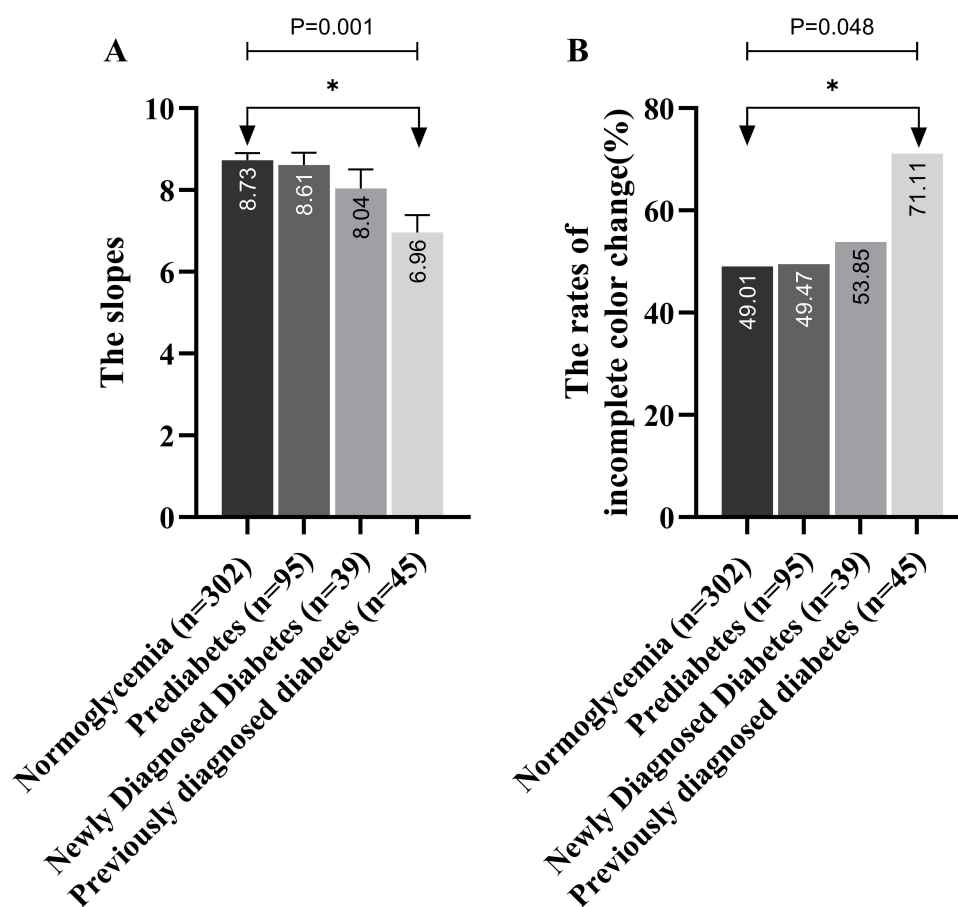 A
P=0.001
*
The slopes
10
8
6
4
2
0
8.73
8.61
8.04
6.96
Normoglycemia (n=302)
Prediabetes (n=95)
Newly Diagnosed Diabetes (n=39)
Previously diagnosed diabetes (n=45)
B
P=0.048
*
The rates of
incomplete color change(%)
80
60
40
20
0
49.01
49.47
53.85
71.11
Normoglycemia (n=302)
Prediabetes (n=95)
Newly Diagnosed Diabetes (n=39)
Previously diagnosed diabetes (n=45)